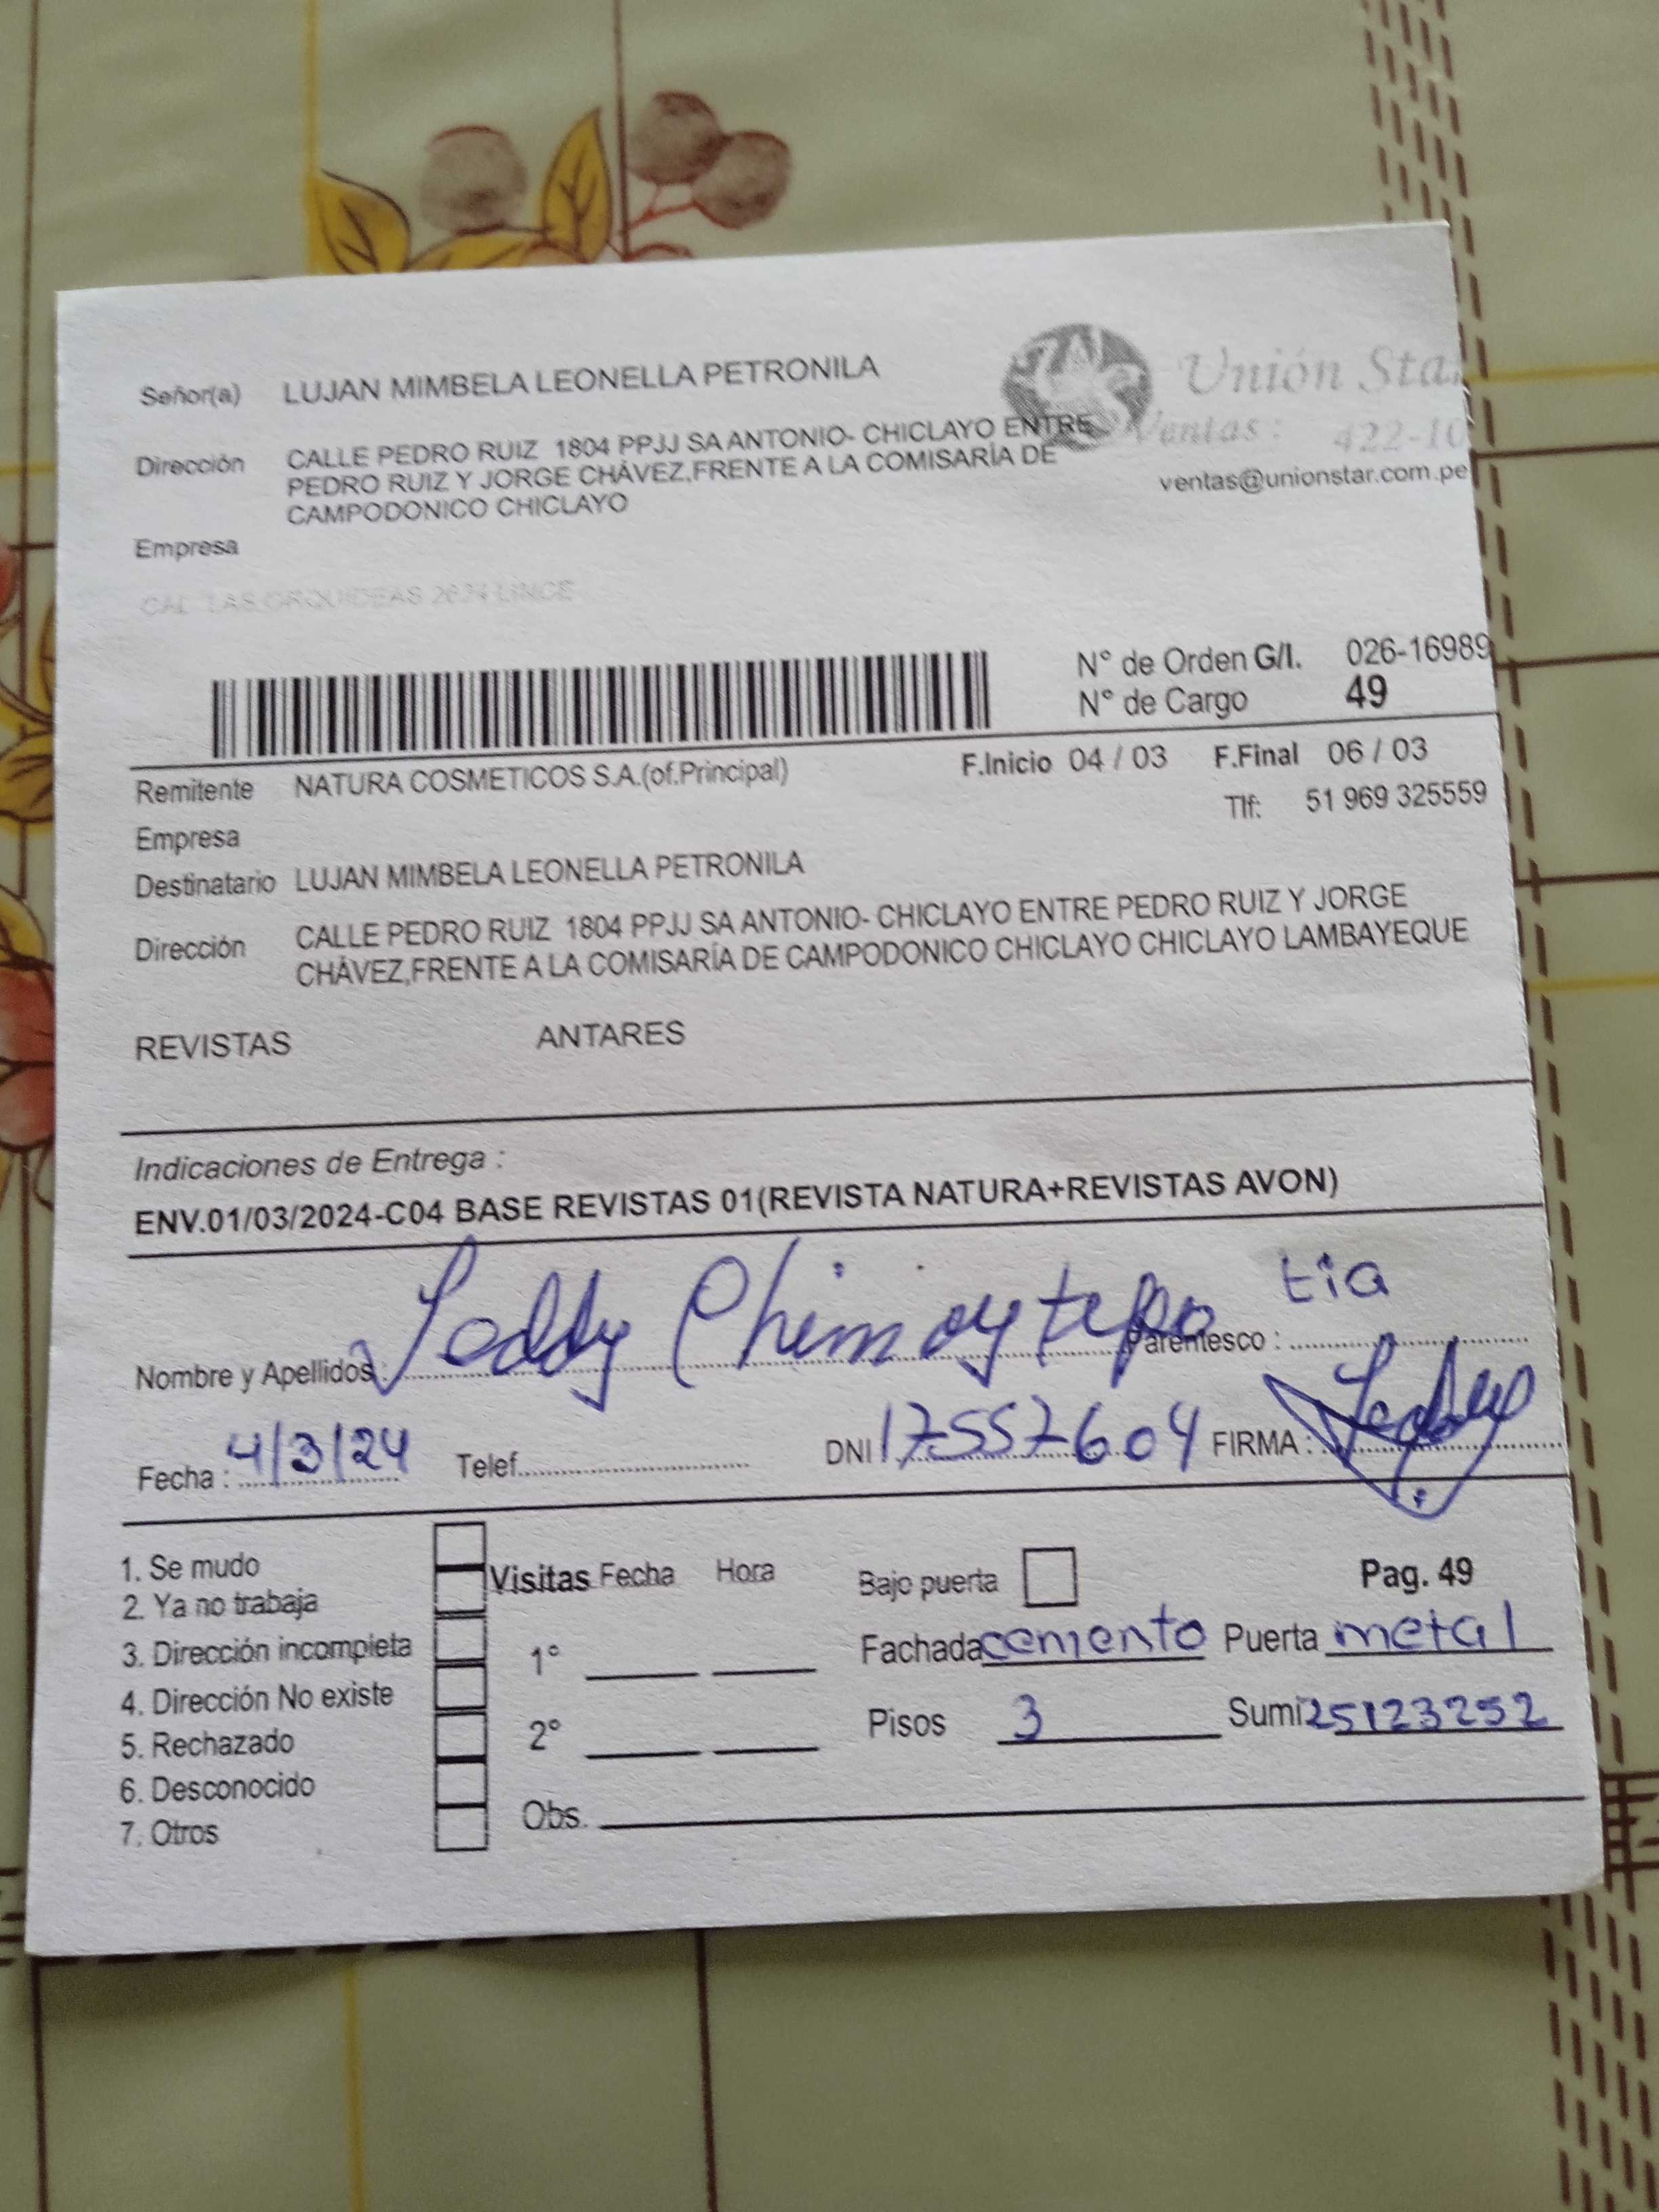 Señor(a) LUJAN MIMBELA LEONELLA PETRONILA
Unión Star
Ventas : 422-10
ventas@unionstar.com.pe
Dirección CALLE PEDRO RUIZ 1804 PPJJ SA ANTONIO- CHICLAYO ENTRE
PEDRO RUIZ Y JORGE CHÁVEZ,FRENTE A LA COMISARÍA DE
CAMPODONICO CHICLAYO
Empresa
CAL LAS ORQUIDEAS 2624 LINCE
N° de Orden G/I. 026-16989
N° de Cargo 49
Remitente NATURA COSMETICOS S.A.(of.Principal) F.Inicio 04 / 03 F.Final 06 / 03
Tlf: 51 969 325559
Empresa
Destinatario LUJAN MIMBELA LEONELLA PETRONILA
Dirección CALLE PEDRO RUIZ 1804 PPJJ SA ANTONIO- CHICLAYO ENTRE PEDRO RUIZ Y JORGE
CHÁVEZ,FRENTE A LA COMISARÍA DE CAMPODONICO CHICLAYO CHICLAYO LAMBAYEQUE
REVISTAS ANTARES
Indicaciones de Entrega :
ENV.01/03/2024-C04 BASE REVISTAS 01(REVISTA NATURA+REVISTAS AVON)
Nombre y Apellidos : Parentesco : tia
Fecha : 4/3/24 Telef. DNI 17557604 FIRMA :
1. Se mudo
2. Ya no trabaja
3. Dirección incompleta
4. Dirección No existe
5. Rechazado
6. Desconocido
7. Otros
Visitas Fecha Hora
1°
2°
Obs.
Bajo puerta Pag. 49
Fachada cemento Puerta metal
Pisos 3 Sumi 25123252